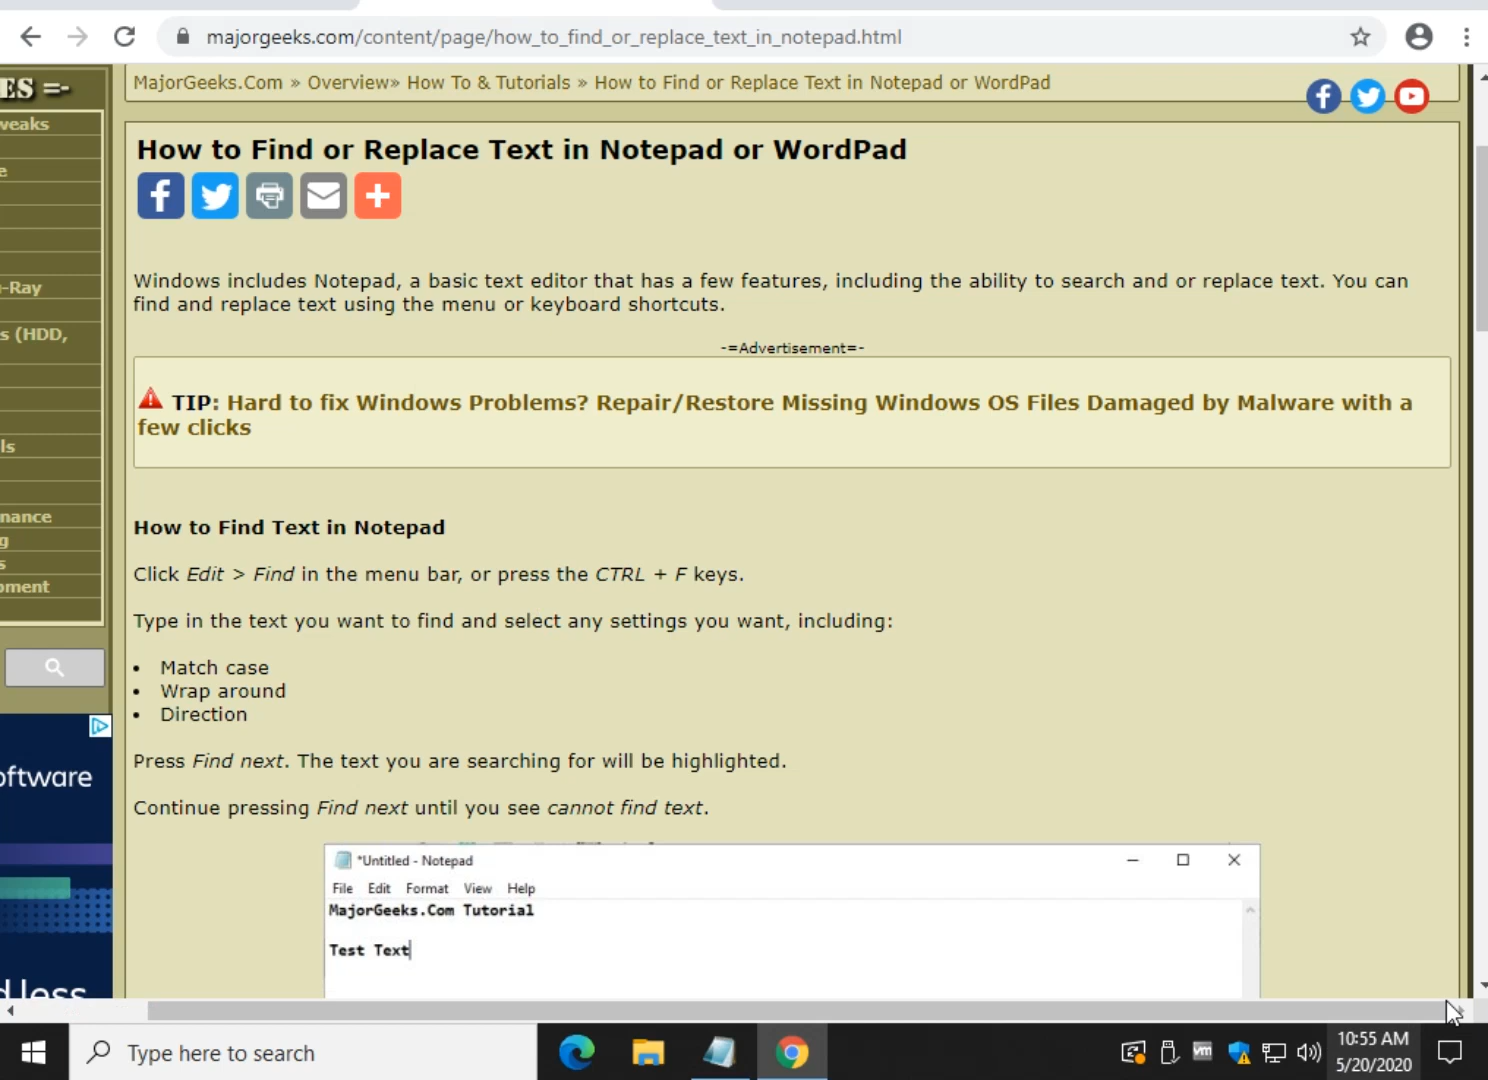 majorgeeks.com/content/page/how_to_find_or_replace_text_in_notepad.html
ES =-
MajorGeeks.Com » Overview» How To & Tutorials » How to Find or Replace Text in Notepad or WordPad
weaks
How to Find or Replace Text in Notepad or WordPad
e
-Ray
s (HDD,
ls
nance
g
s
pment
Windows includes Notepad, a basic text editor that has a few features, including the ability to search and or replace text. You can
find and replace text using the menu or keyboard shortcuts.
-=Advertisement=-
TIP: Hard to fix Windows Problems? Repair/Restore Missing Windows OS Files Damaged by Malware with a
few clicks
How to Find Text in Notepad
Click Edit > Find in the menu bar, or press the CTRL + F keys.
Type in the text you want to find and select any settings you want, including:
• Match case
• Wrap around
• Direction
Press Find next. The text you are searching for will be highlighted.
Continue pressing Find next until you see cannot find text.
oftware
d less
*Untitled - Notepad
File Edit Format View Help
MajorGeeks.Com Tutorial
Test Text
Type here to search
vm
10:55 AM
5/20/2020